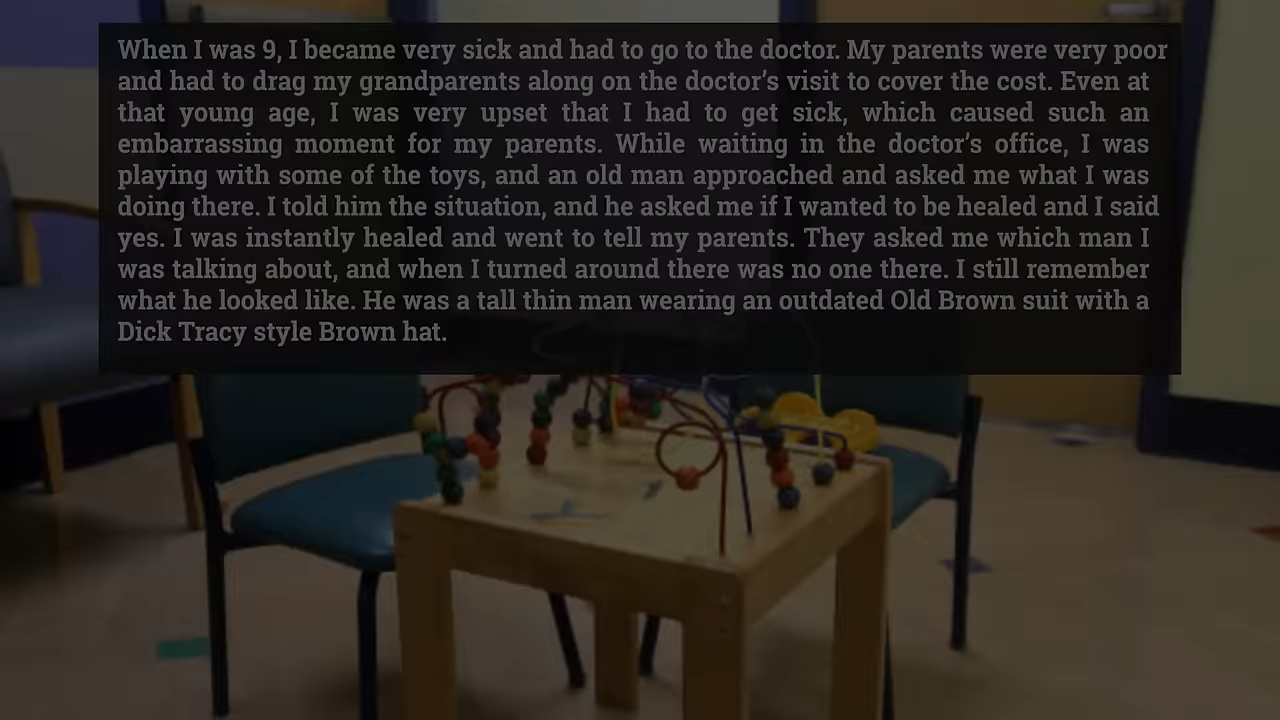 When I was 9, I became very sick and had to go to the doctor. My parents were very poor
and had to drag my grandparents along on the doctor’s visit to cover the cost. Even at
that young age, I was very upset that I had to get sick, which caused such an
embarrassing moment for my parents. While waiting in the doctor’s office, I was
playing with some of the toys, and an old man approached and asked me what I was
doing there. I told him the situation, and he asked me if I wanted to be healed and I said
yes. I was instantly healed and went to tell my parents. They asked me which man I
was talking about, and when I turned around there was no one there. I still remember
what he looked like. He was a tall thin man wearing an outdated Old Brown suit with a
Dick Tracy style Brown hat.